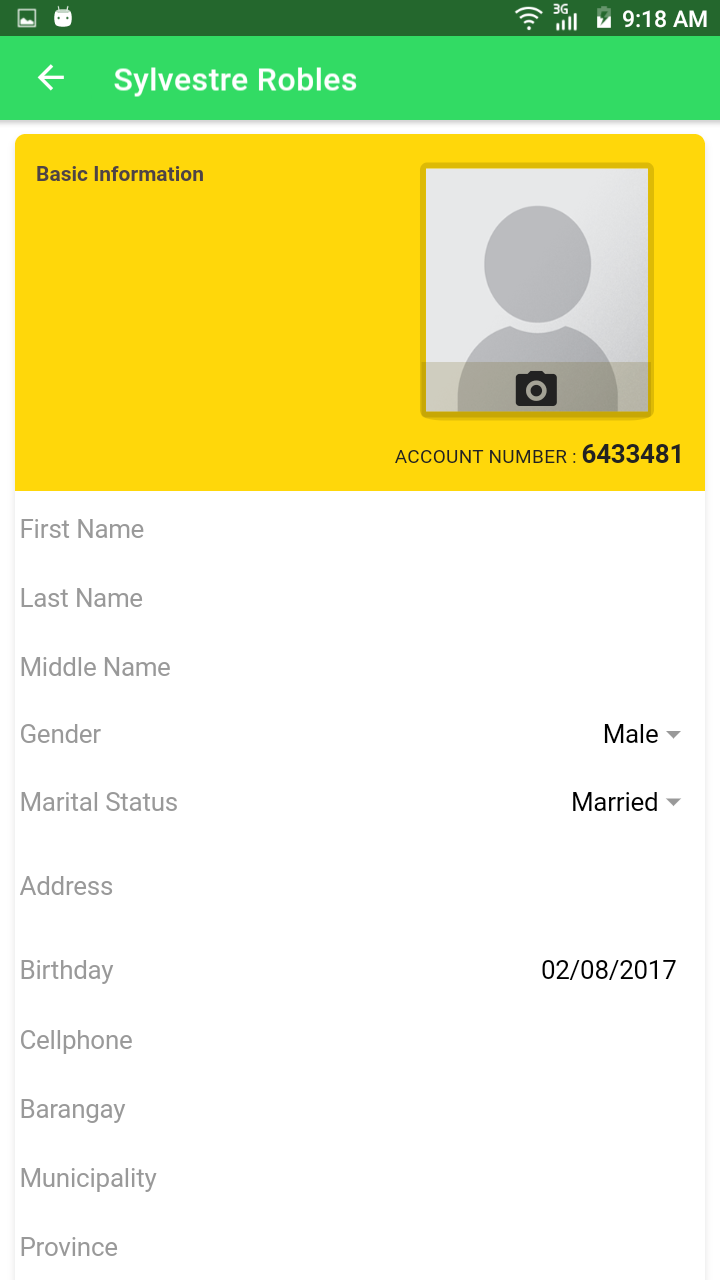 3G 9:18 AM
Sylvestre Robles
Basic Information
ACCOUNT NUMBER : 6433481
First Name
Last Name
Middle Name
Gender Male
Marital Status Married
Address
Birthday 02/08/2017
Cellphone
Barangay
Municipality
Province